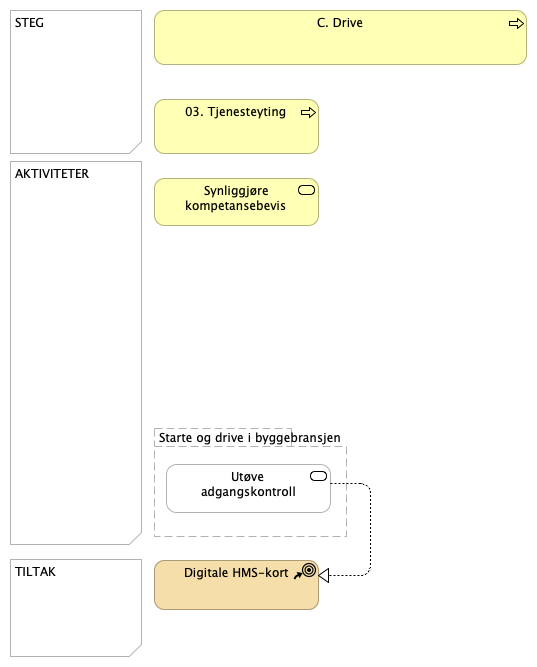 STEG
C. Drive
03. Tjenesteyting
AKTIVITETER
Synliggjøre
kompetansebevis
Starte og drive i byggebransjen
Utøve
adgangskontroll
TILTAK
Digitale HMS-kort